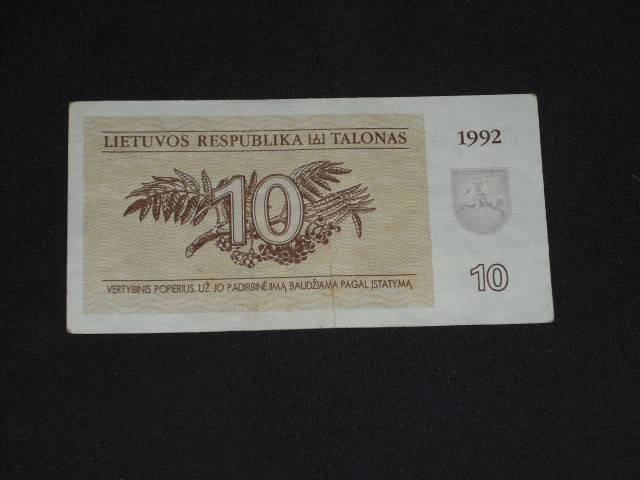 LIETUVOS RESPUBLIKA TALONAS
1992
10
VERTYBINIS POPIERIUS. UŽ JO PADIRBINĖJIMĄ BAUDŽIAMA PAGAL ĮSTATYMĄ
10